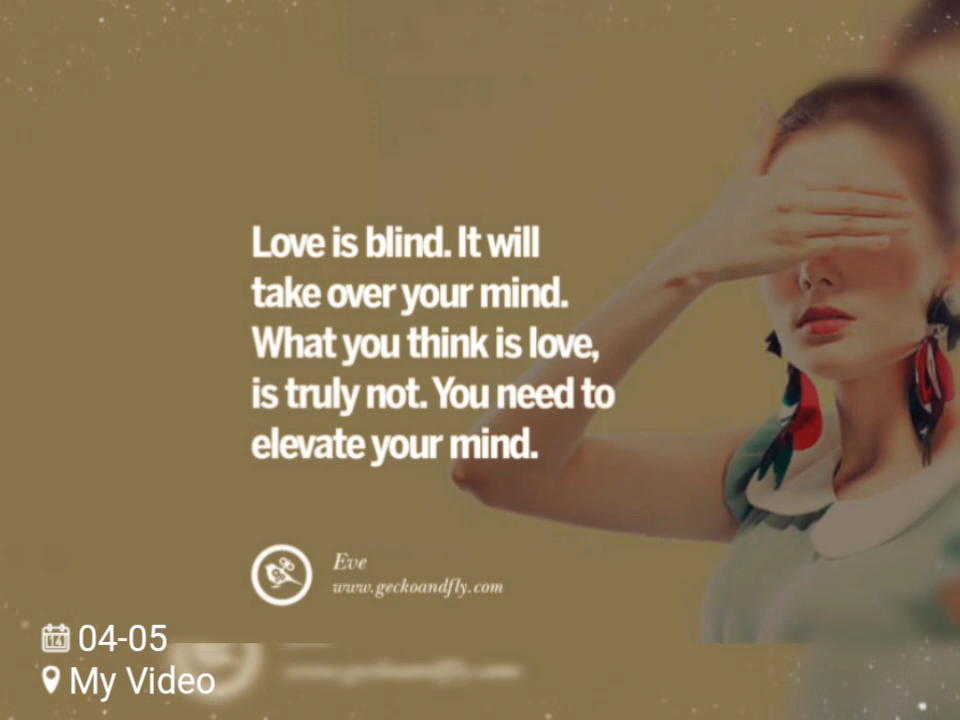 Love is blind. It will
take over your mind.
What you think is love,
is truly not. You need to
elevate your mind.
Eve
www.geckoandfly.com
04-05
My Video